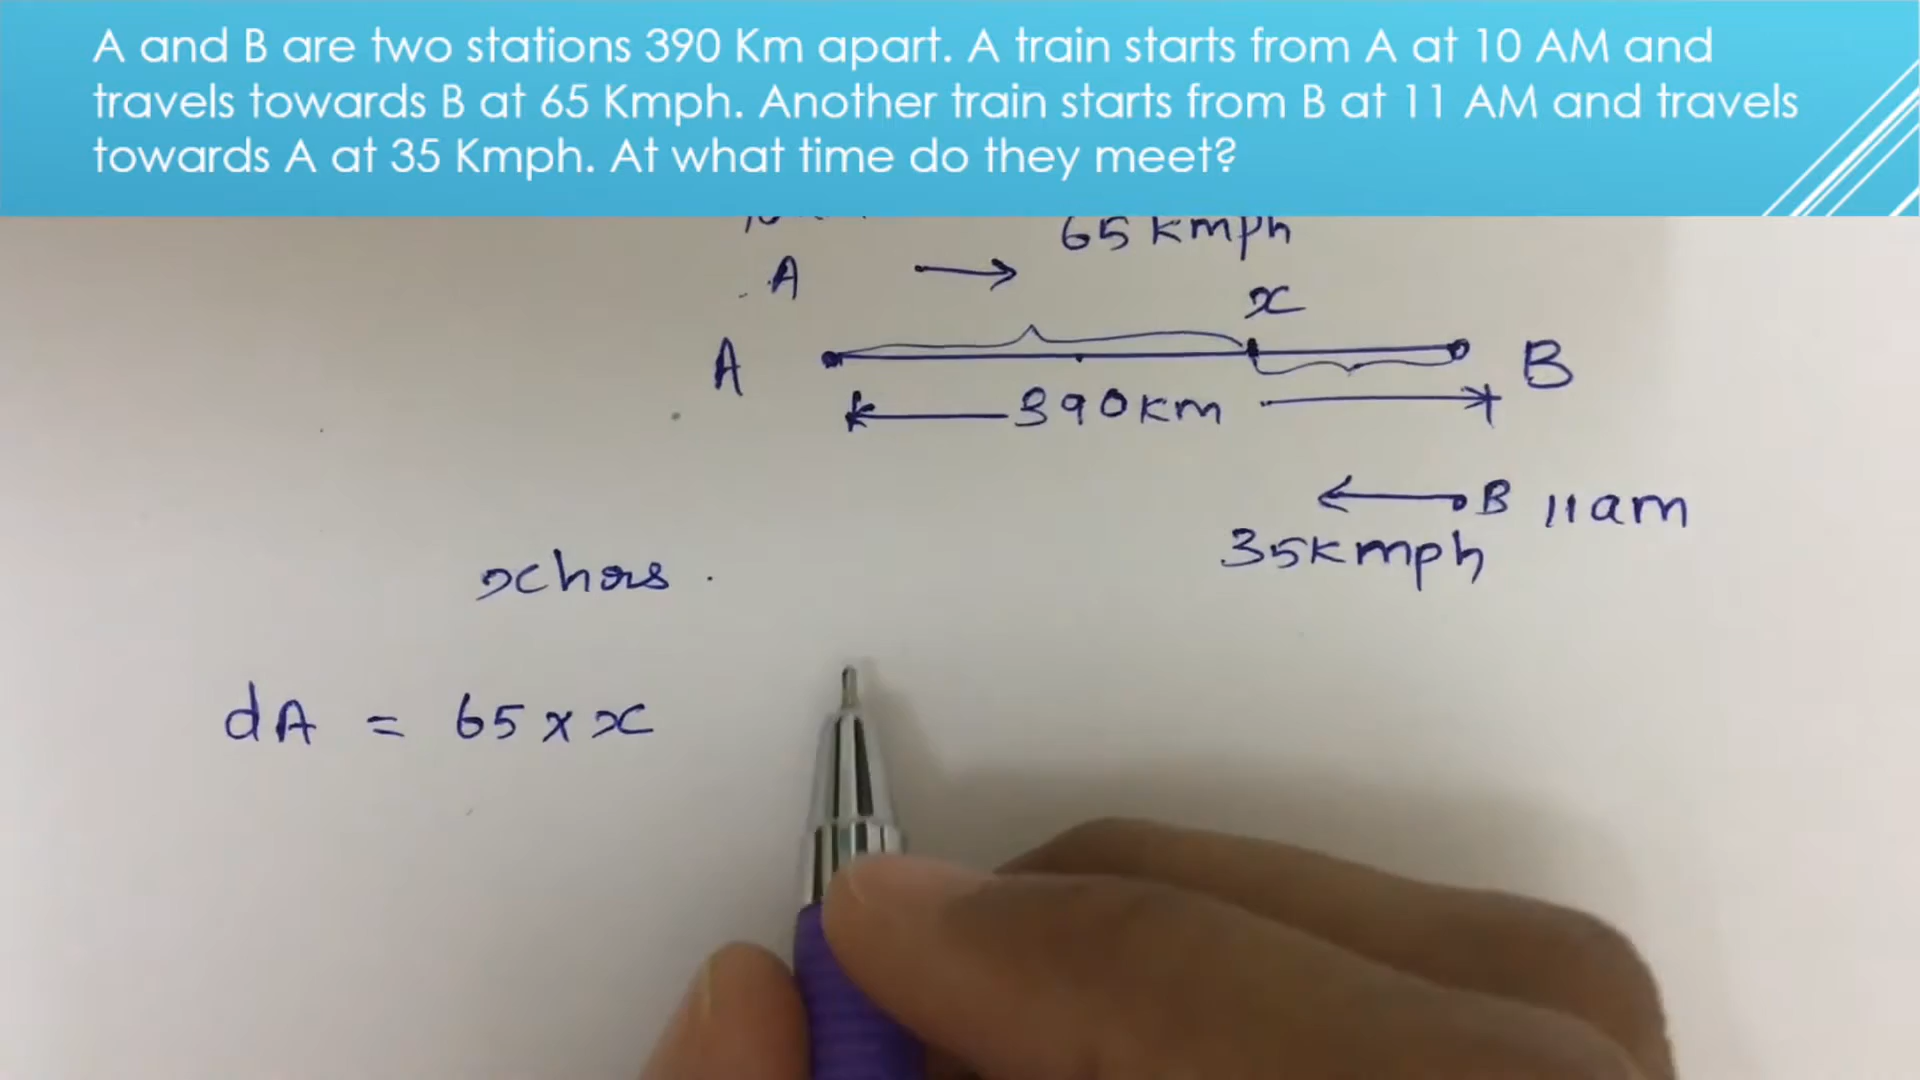 A and B are two stations 390 Km apart. A train starts from A at 10 AM and
travels towards B at 65 Kmph. Another train starts from B at 11 AM and travels
towards A at 35 Kmph. At what time do they meet?
65 kmph
A
x
A B
390km
B 11am
35kmph
x hors.
dA = 65 x x